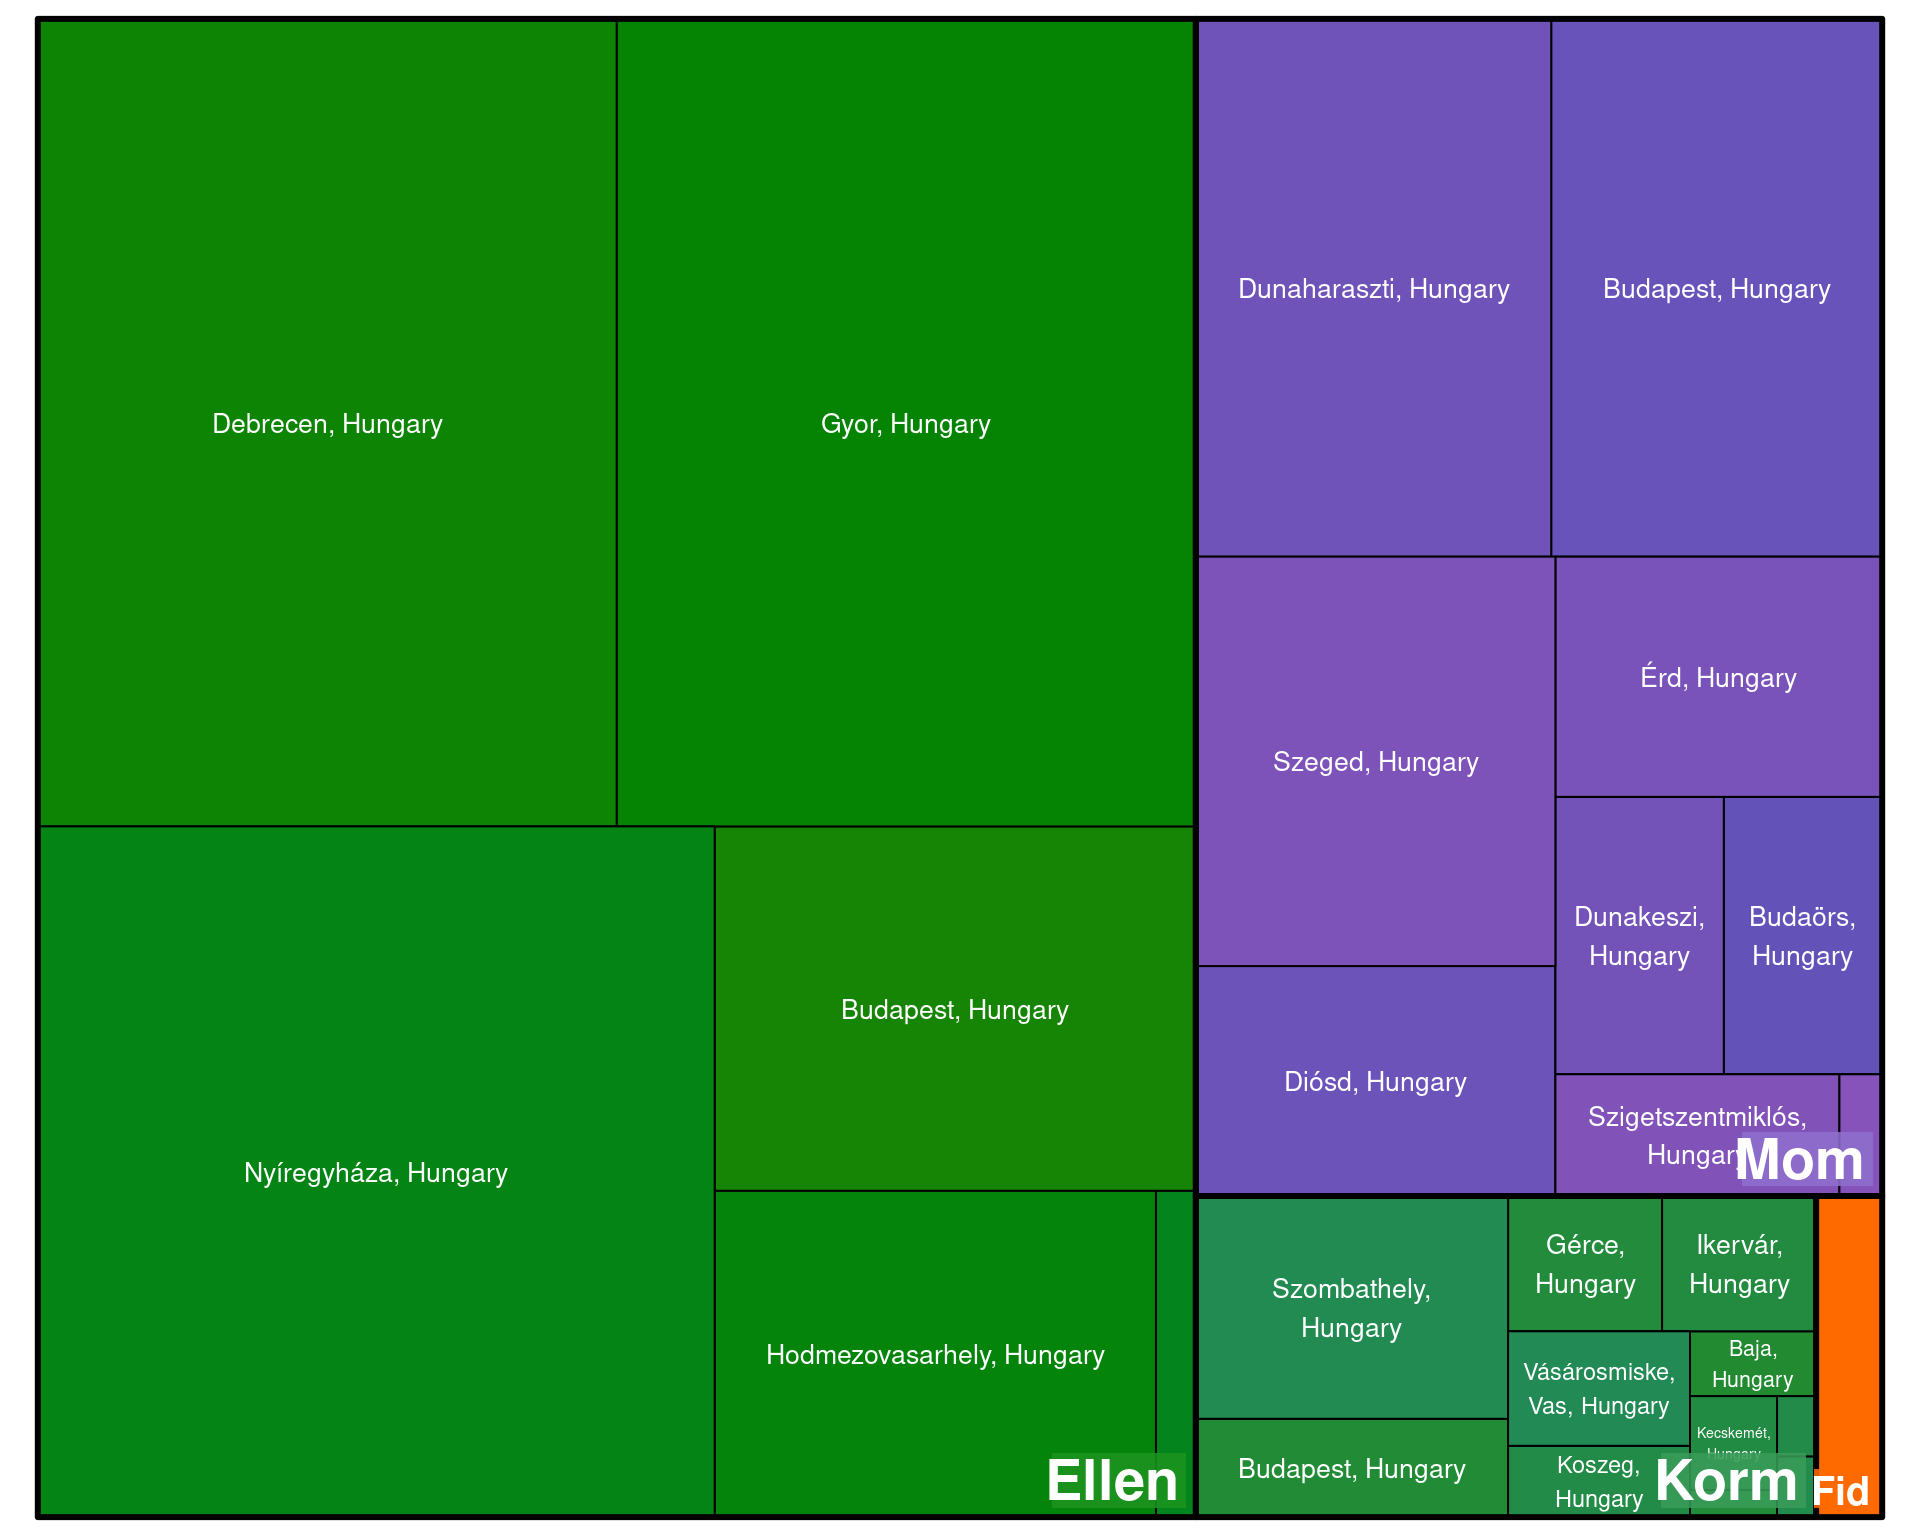 Debrecen, Hungary
Gyor, Hungary
Nyíregyháza, Hungary
Budapest, Hungary
Hodmezovasarhely, Hungary
Ellen
Dunaharaszti, Hungary
Budapest, Hungary
Szeged, Hungary
Érd, Hungary
Diósd, Hungary
Dunakeszi,
Hungary
Budaörs,
Hungary
Szigetszentmiklós,
Hungary
Mom
Szombathely,
Hungary
Budapest, Hungary
Gérce,
Hungary
Ikervár,
Hungary
Vásárosmiske,
Vas, Hungary
Baja,
Hungary
Kecskemét,
Hungary
Koszeg,
Hungary
Korm
Fid